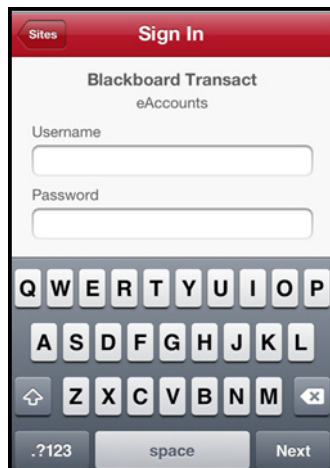 Sites Sign In
Blackboard Transact
eAccounts
Username
Password
Q W E R T Y U I O P
A S D F G H J K L
Z X C V B N M
.?123 space Next